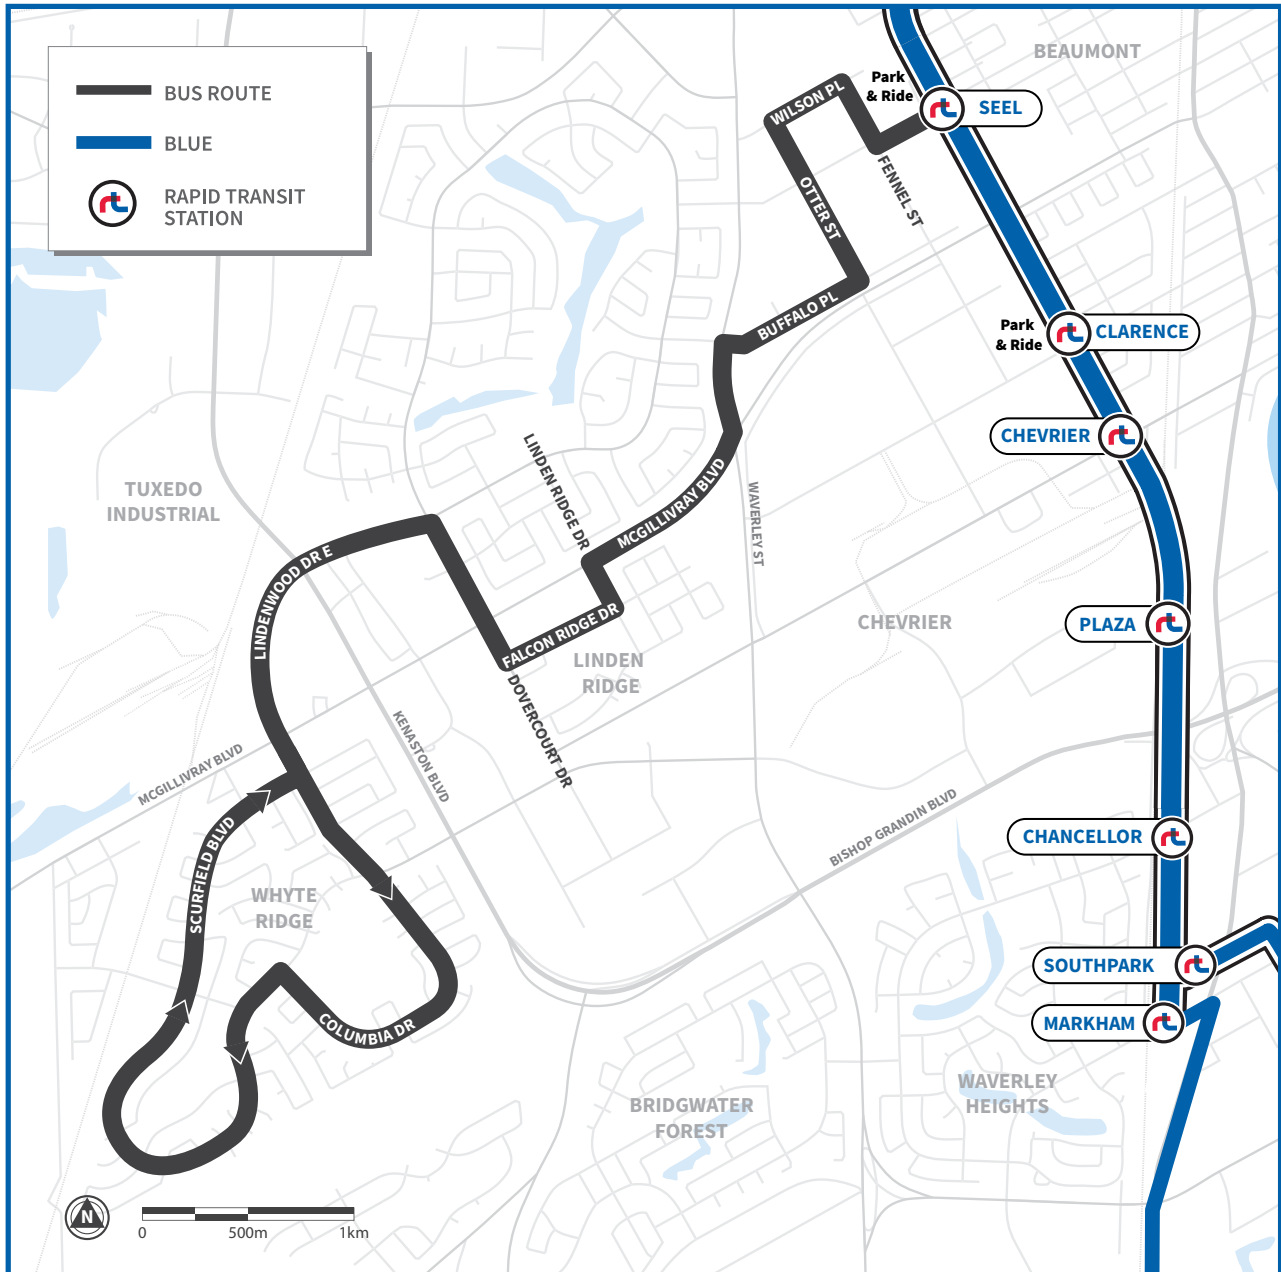 BUS ROUTE
BLUE
RAPID TRANSIT
STATION
BEAUMONT
Park
& Ride
SEEL
WILSON PL
FENNEL ST
OTTER ST
BUFFALO PL
Park
& Ride
CLARENCE
CHEVRIER
LINDEN RIDGE DR
MCGILLIVRAY BLVD
WAVERLEY ST
TUXEDO
INDUSTRIAL
LINDENWOOD DR E
FALCON RIDGE DR
CHEVRIER
PLAZA
LINDEN
RIDGE
DOVERCOURT DR
KENASTON BLVD
MCGILLIVRAY BLVD
BISHOP GRANDIN BLVD
SCURFIELD BLVD
CHANCELLOR
WHYTE
RIDGE
SOUTHPARK
COLUMBIA DR
MARKHAM
WAVERLEY
HEIGHTS
BRIDGWATER
FOREST
N
0 500m 1km